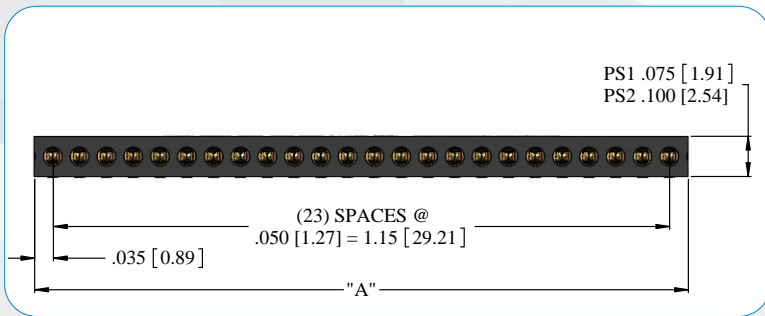 PS1 .075 [1.91]
PS2 .100 [2.54]
(23) SPACES @
.050 [1.27] = 1.15 [29.21]
.035 [0.89]
"A"